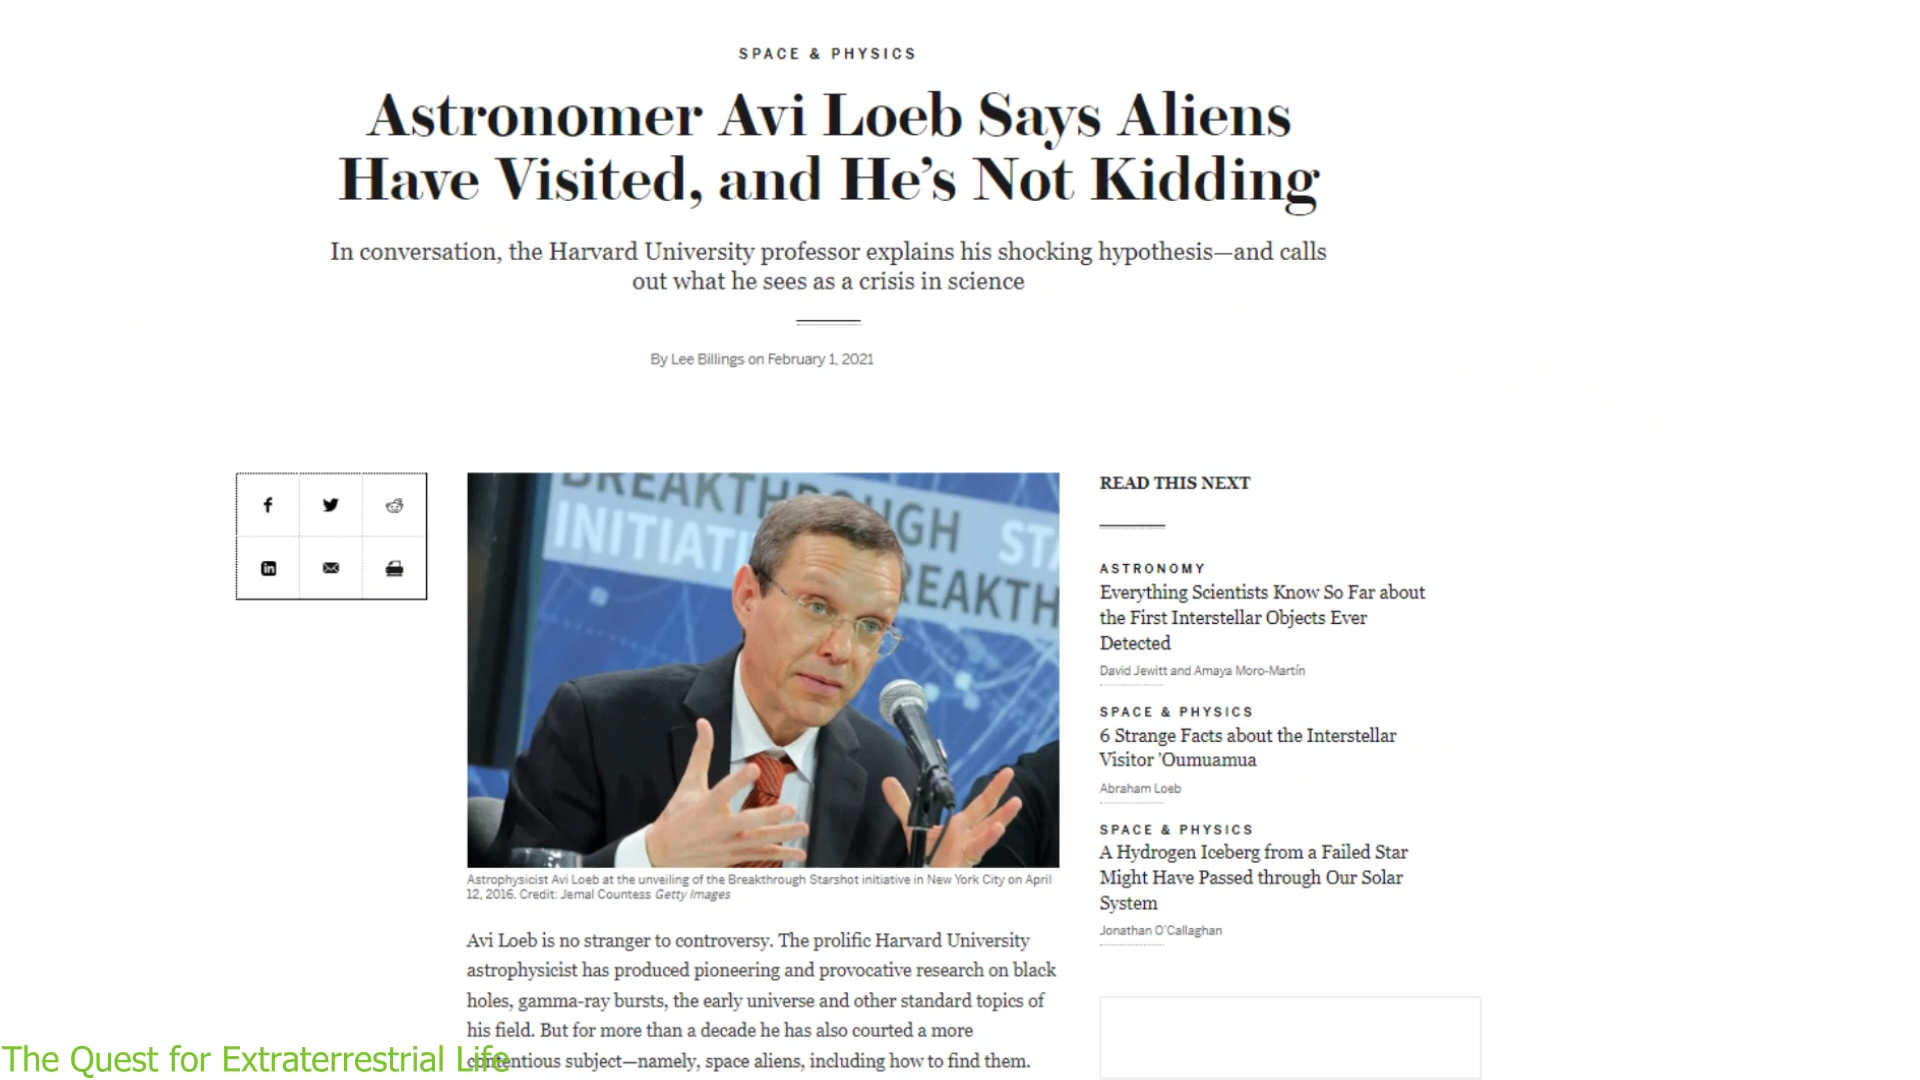 SPACE & PHYSICS
Astronomer Avi Loeb Says Aliens
Have Visited, and He’s Not Kidding
In conversation, the Harvard University professor explains his shocking hypothesis—and calls
out what he sees as a crisis in science
By Lee Billings on February 1, 2021
BREAKTHROUGH
INITIATI
STA
REAKTH
Astrophysicist Avi Loeb at the unveiling of the Breakthrough Starshot initiative in New York City on April
12, 2016. Credit: Jemal Countess Getty Images
Avi Loeb is no stranger to controversy. The prolific Harvard University
astrophysicist has produced pioneering and provocative research on black
holes, gamma-ray bursts, the early universe and other standard topics of
his field. But for more than a decade he has also courted a more
contentious subject—namely, space aliens, including how to find them.
READ THIS NEXT
ASTRONOMY
Everything Scientists Know So Far about
the First Interstellar Objects Ever
Detected
David Jewitt and Amaya Moro-Martín
SPACE & PHYSICS
6 Strange Facts about the Interstellar
Visitor 'Oumuamua
Abraham Loeb
SPACE & PHYSICS
A Hydrogen Iceberg from a Failed Star
Might Have Passed through Our Solar
System
Jonathan O'Callaghan
The Quest for Extraterrestrial Life